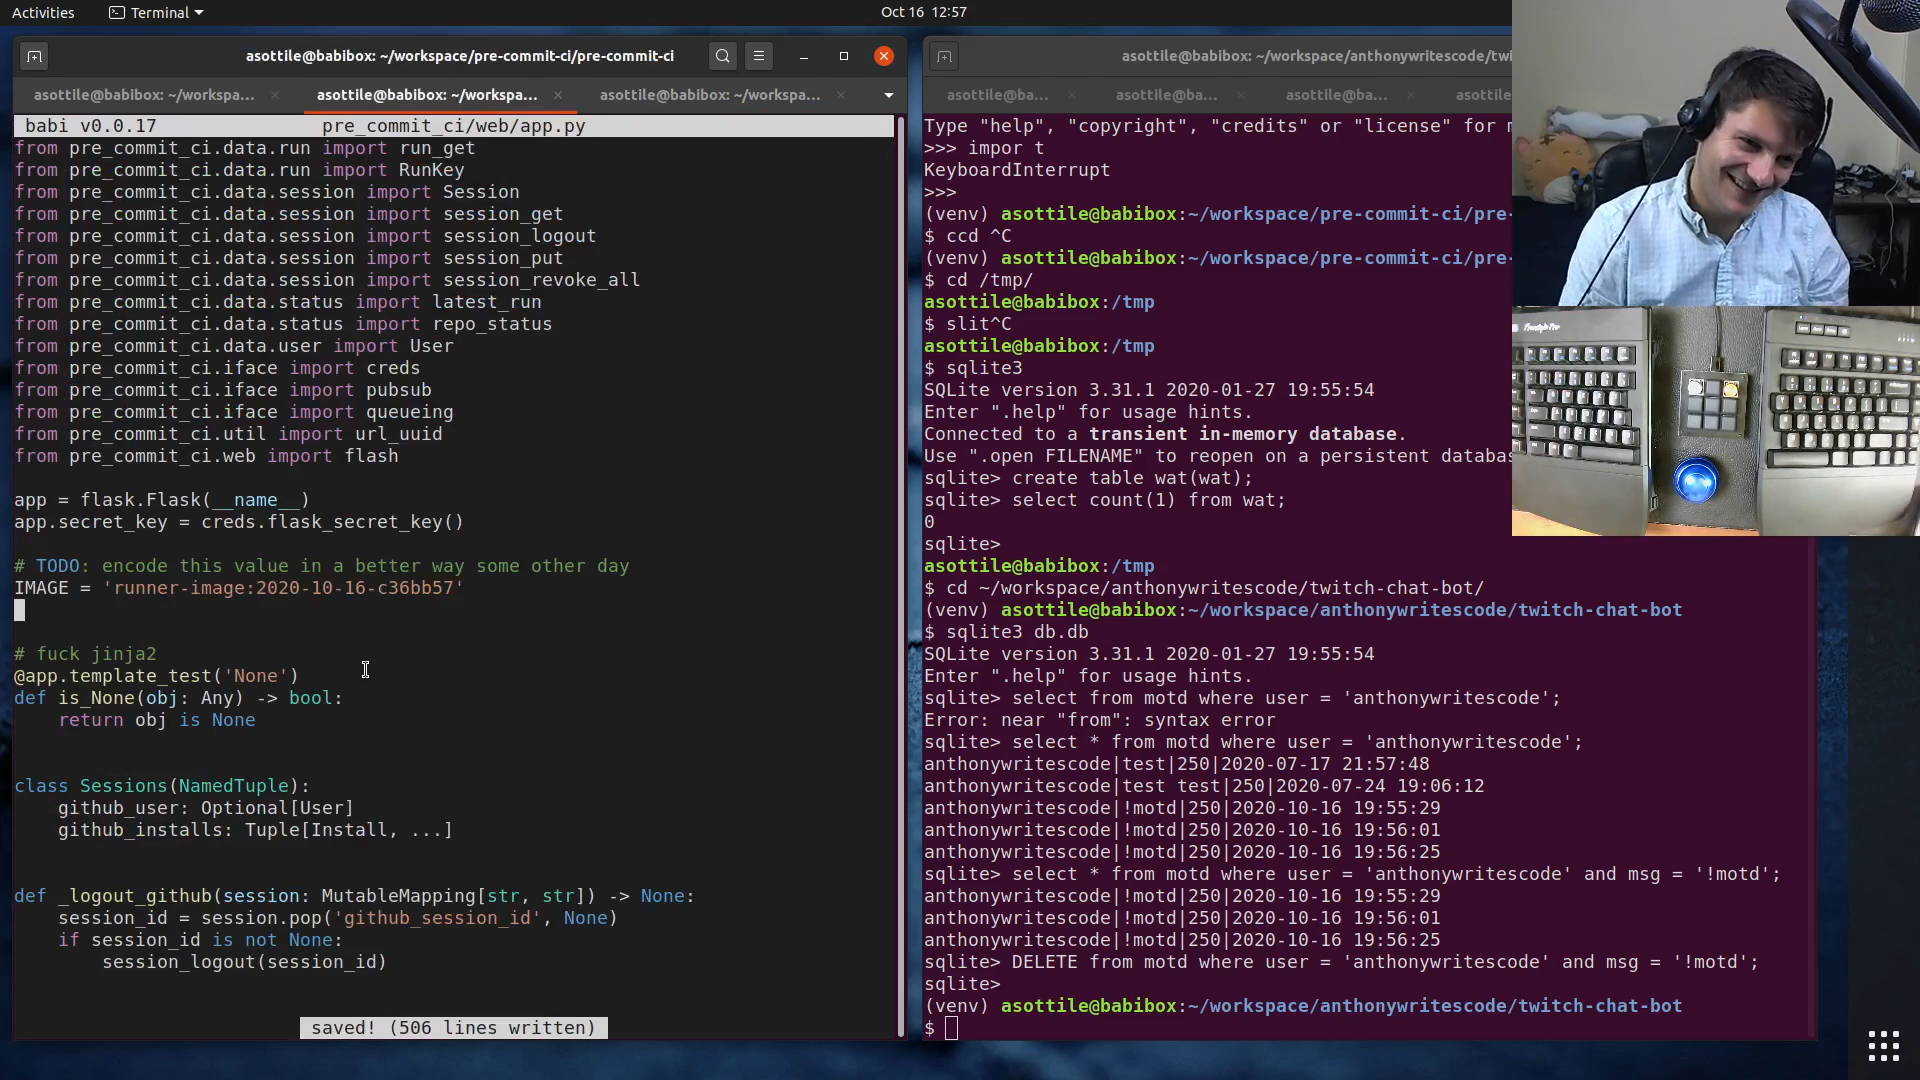 Activities
Terminal
Oct 16 12:57
asottile@babibox: ~/workspace/pre-commit-ci/pre-commit-ci
asottile@babibox: ~/workspa...
asottile@babibox: ~/workspa...
asottile@babibox: ~/workspa...
babi v0.0.17 pre_commit_ci/web/app.py
from pre_commit_ci.data.run import run_get
from pre_commit_ci.data.run import RunKey
from pre_commit_ci.data.session import Session
from pre_commit_ci.data.session import session_get
from pre_commit_ci.data.session import session_logout
from pre_commit_ci.data.session import session_put
from pre_commit_ci.data.session import session_revoke_all
from pre_commit_ci.data.status import latest_run
from pre_commit_ci.data.status import repo_status
from pre_commit_ci.data.user import User
from pre_commit_ci.iface import creds
from pre_commit_ci.iface import pubsub
from pre_commit_ci.iface import queueing
from pre_commit_ci.util import url_uuid
from pre_commit_ci.web import flash
app = flask.Flask(__name__)
app.secret_key = creds.flask_secret_key()
# TODO: encode this value in a better way some other day
IMAGE = 'runner-image:2020-10-16-c36bb57'
# fuck jinja2
@app.template_test('None')
def is_None(obj: Any) -> bool:
    return obj is None
class Sessions(NamedTuple):
    github_user: Optional[User]
    github_installs: Tuple[Install, ...]
def _logout_github(session: MutableMapping[str, str]) -> None:
    session_id = session.pop('github_session_id', None)
    if session_id is not None:
        session_logout(session_id)
saved! (506 lines written)
asottile@babibox: ~/workspace/anthonywritescode/twi
asottile@ba...
asottile@ba...
asottile@ba...
asottil
Type "help", "copyright", "credits" or "license" for m
>>> impor t
KeyboardInterrupt
>>>
(venv) asottile@babibox:~/workspace/pre-commit-ci/pre-
$ ccd ^C
(venv) asottile@babibox:~/workspace/pre-commit-ci/pre-
$ cd /tmp/
asottile@babibox:/tmp
$ slit^C
asottile@babibox:/tmp
$ sqlite3
SQLite version 3.31.1 2020-01-27 19:55:54
Enter ".help" for usage hints.
Connected to a transient in-memory database.
Use ".open FILENAME" to reopen on a persistent databas
sqlite> create table wat(wat);
sqlite> select count(1) from wat;
0
sqlite>
asottile@babibox:/tmp
$ cd ~/workspace/anthonywritescode/twitch-chat-bot/
(venv) asottile@babibox:~/workspace/anthonywritescode/twitch-chat-bot
$ sqlite3 db.db
SQLite version 3.31.1 2020-01-27 19:55:54
Enter ".help" for usage hints.
sqlite> select from motd where user = 'anthonywritescode';
Error: near "from": syntax error
sqlite> select * from motd where user = 'anthonywritescode';
anthonywritescode|test|250|2020-07-17 21:57:48
anthonywritescode|test test|250|2020-07-24 19:06:12
anthonywritescode|!motd|250|2020-10-16 19:55:29
anthonywritescode|!motd|250|2020-10-16 19:56:01
anthonywritescode|!motd|250|2020-10-16 19:56:25
sqlite> select * from motd where user = 'anthonywritescode' and msg = '!motd';
anthonywritescode|!motd|250|2020-10-16 19:55:29
anthonywritescode|!motd|250|2020-10-16 19:56:01
anthonywritescode|!motd|250|2020-10-16 19:56:25
sqlite> DELETE from motd where user = 'anthonywritescode' and msg = '!motd';
sqlite>
(venv) asottile@babibox:~/workspace/anthonywritescode/twitch-chat-bot
$
Freestyle Pro